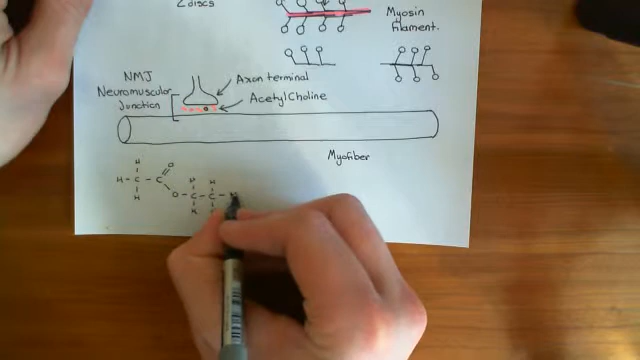 Z discs
Myosin
Filament.
NMJ
Neuromuscular
Junction
Axon terminal
Acetylcholine
Myofiber
H
O
H - C - C
H
O - C - C -
H H
H